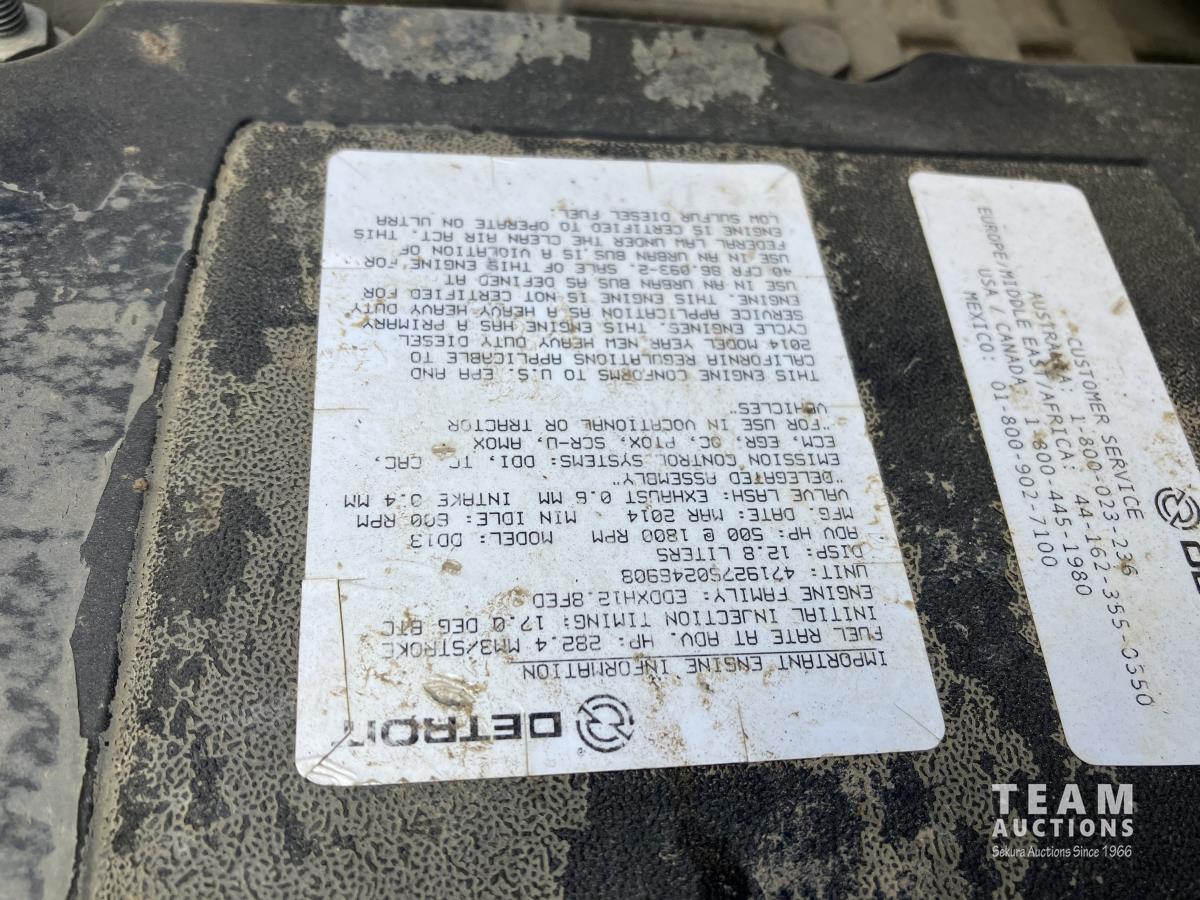 DETROIT
IMPORTANT ENGINE INFORMATION
FUEL RATE AT ADV. HP: 282.4 MM3/STROKE
INITIAL INJECTION TIMING: 17.0 DEG BTC
ENGINE FAMILY: EDDXH12.8FED
UNIT: 471927S0246908
DISP: 12.8 LITERS
ADV HP: 500 @ 1800 RPM MODEL: DD13
MFG. DATE: MAR 2014 MIN IDLE: 600 RPM
VALVE LASH: EXHAUST 0.6 MM INTAKE 0.4 MM
"DELEGATED ASSEMBLY"
EMISSION CONTROL SYSTEMS: DDI, TC, CAC,
ECM, EGR, OC, PTOX, SCR-U, AMOX
"FOR USE IN VOCATIONAL OR TRACTOR
VEHICLES"
THIS ENGINE CONFORMS TO U.S. EPA AND
CALIFORNIA REGULATIONS APPLICABLE TO
2014 MODEL YEAR NEW HEAVY DUTY DIESEL
CYCLE ENGINES. THIS ENGINE HAS A PRIMARY
SERVICE APPLICATION AS A HEAVY HEAVY DUTY
ENGINE. THIS ENGINE IS NOT CERTIFIED FOR
USE IN AN URBAN BUS AS DEFINED AT
40 CFR 86.093-2. SALE OF THIS ENGINE FOR
USE IN AN URBAN BUS IS A VIOLATION OF
FEDERAL LAW UNDER THE CLEAN AIR ACT. THIS
ENGINE IS CERTIFIED TO OPERATE ON ULTRA
LOW SULFUR DIESEL FUEL.
CUSTOMER SERVICE
AUSTRALIA: 1-800-023-236
EUROPE/MIDDLE EAST/AFRICA: 44-162-355-0550
USA / CANADA: 1-800-445-1980
MEXICO: 01-800-902-7100
TEAM
AUCTIONS
Sekura Auctions Since 1966